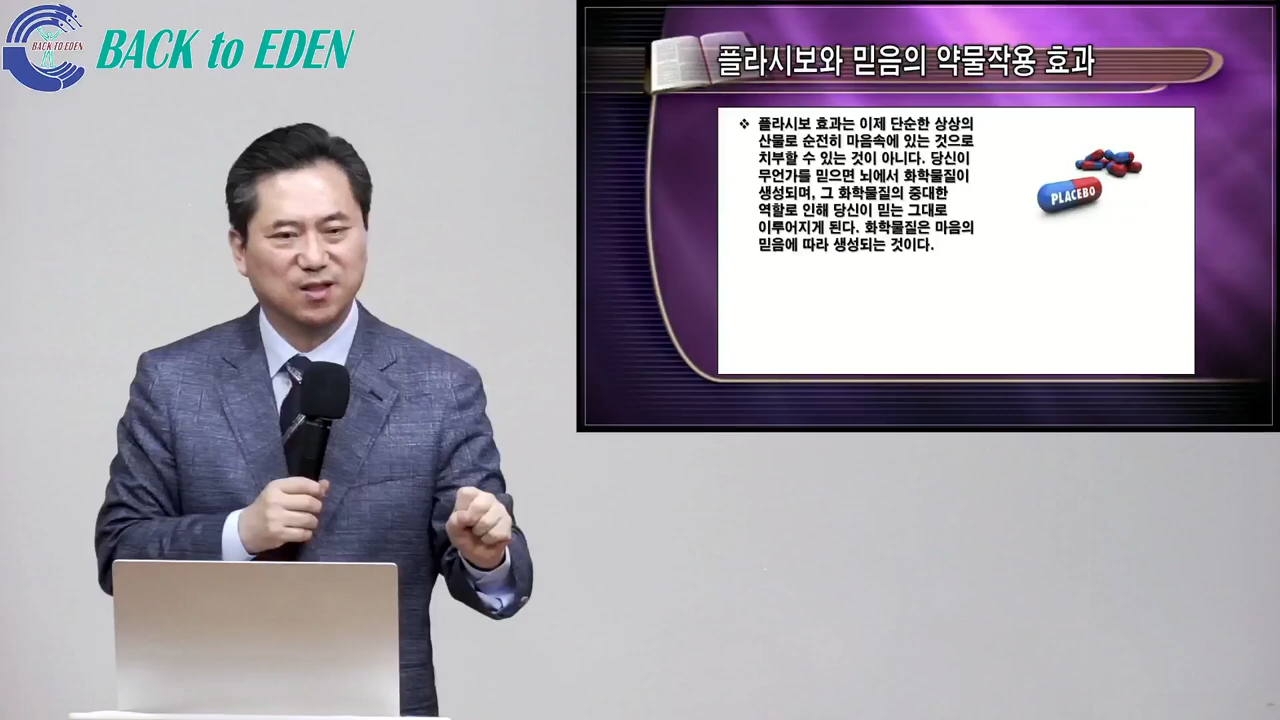 BACK TO EDEN
BACK to EDEN
플라시보와 믿음의 약물작용 효과
❖ 플라시보 효과는 이제 단순한 상상의
산물로 순전히 마음속에 있는 것으로
치부할 수 있는 것이 아니다. 당신이
무언가를 믿으면 뇌에서 화학물질이
생성되며, 그 화학물질의 중대한
역할로 인해 당신이 믿는 그대로
이루어지게 된다. 화학물질은 마음의
믿음에 따라 생성되는 것이다.
PLACEBO